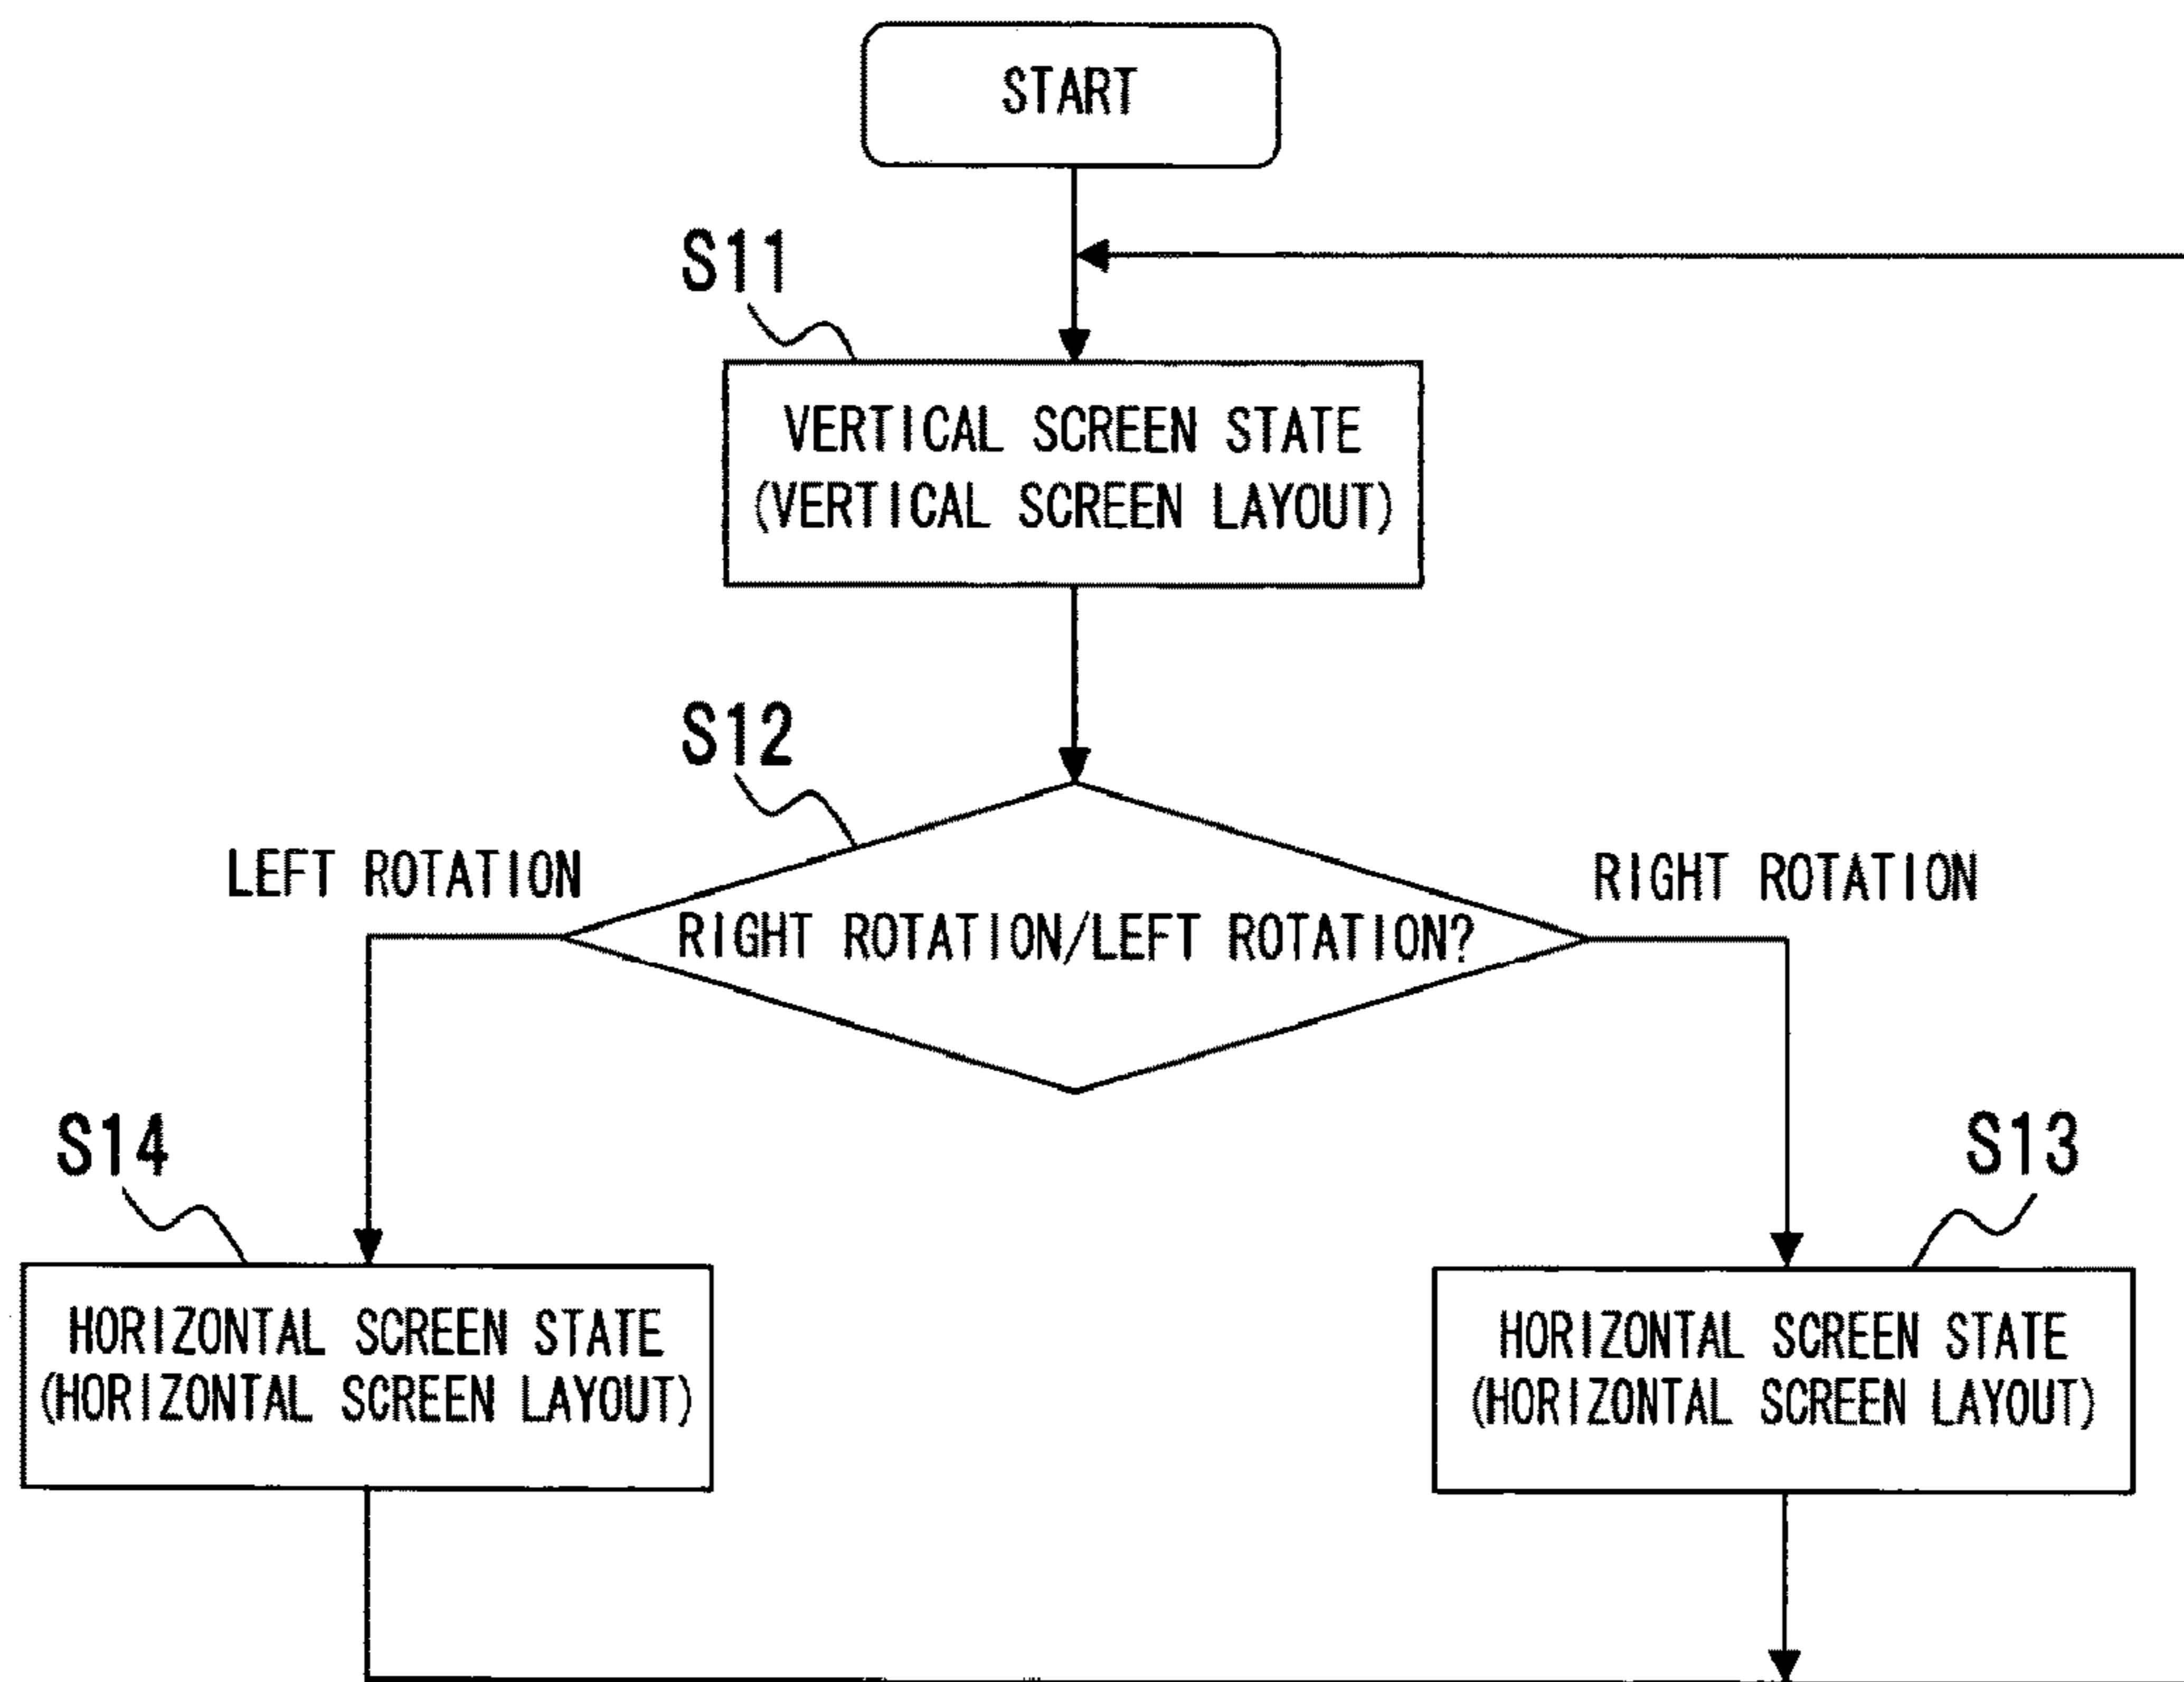 START
S11
VERTICAL SCREEN STATE
(VERTICAL SCREEN LAYOUT)
S12
LEFT ROTATION
RIGHT ROTATION
RIGHT ROTATION/LEFT ROTATION?
S14
S13
HORIZONTAL SCREEN STATE
(HORIZONTAL SCREEN LAYOUT)
HORIZONTAL SCREEN STATE
(HORIZONTAL SCREEN LAYOUT)